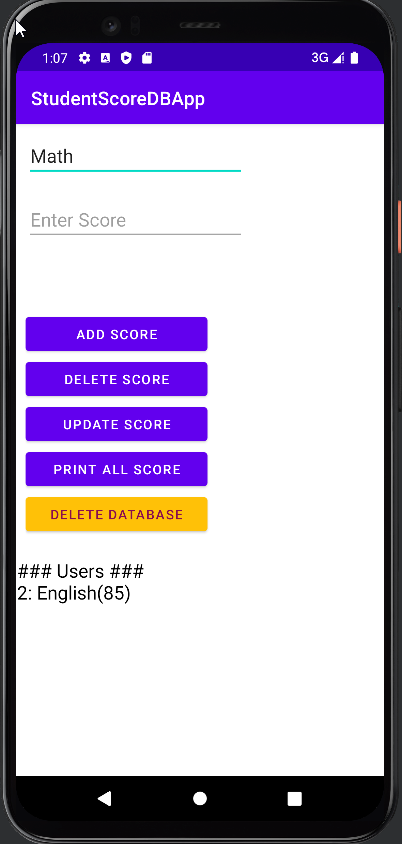 1:07 3G
StudentScoreDBApp
Math
Enter Score
ADD SCORE
DELETE SCORE
UPDATE SCORE
PRINT ALL SCORE
DELETE DATABASE
### Users ###
2: English(85)